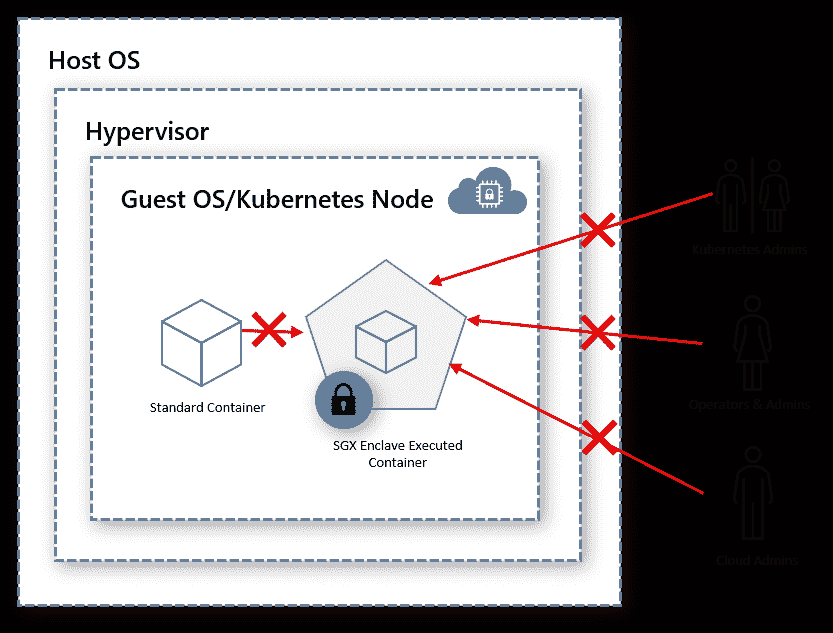 Host OS
Hypervisor
Guest OS/Kubernetes Node
Kubernetes Admins
Standard Container
Operators & Admins
SGX Enclave Executed
Container
Cloud Admins